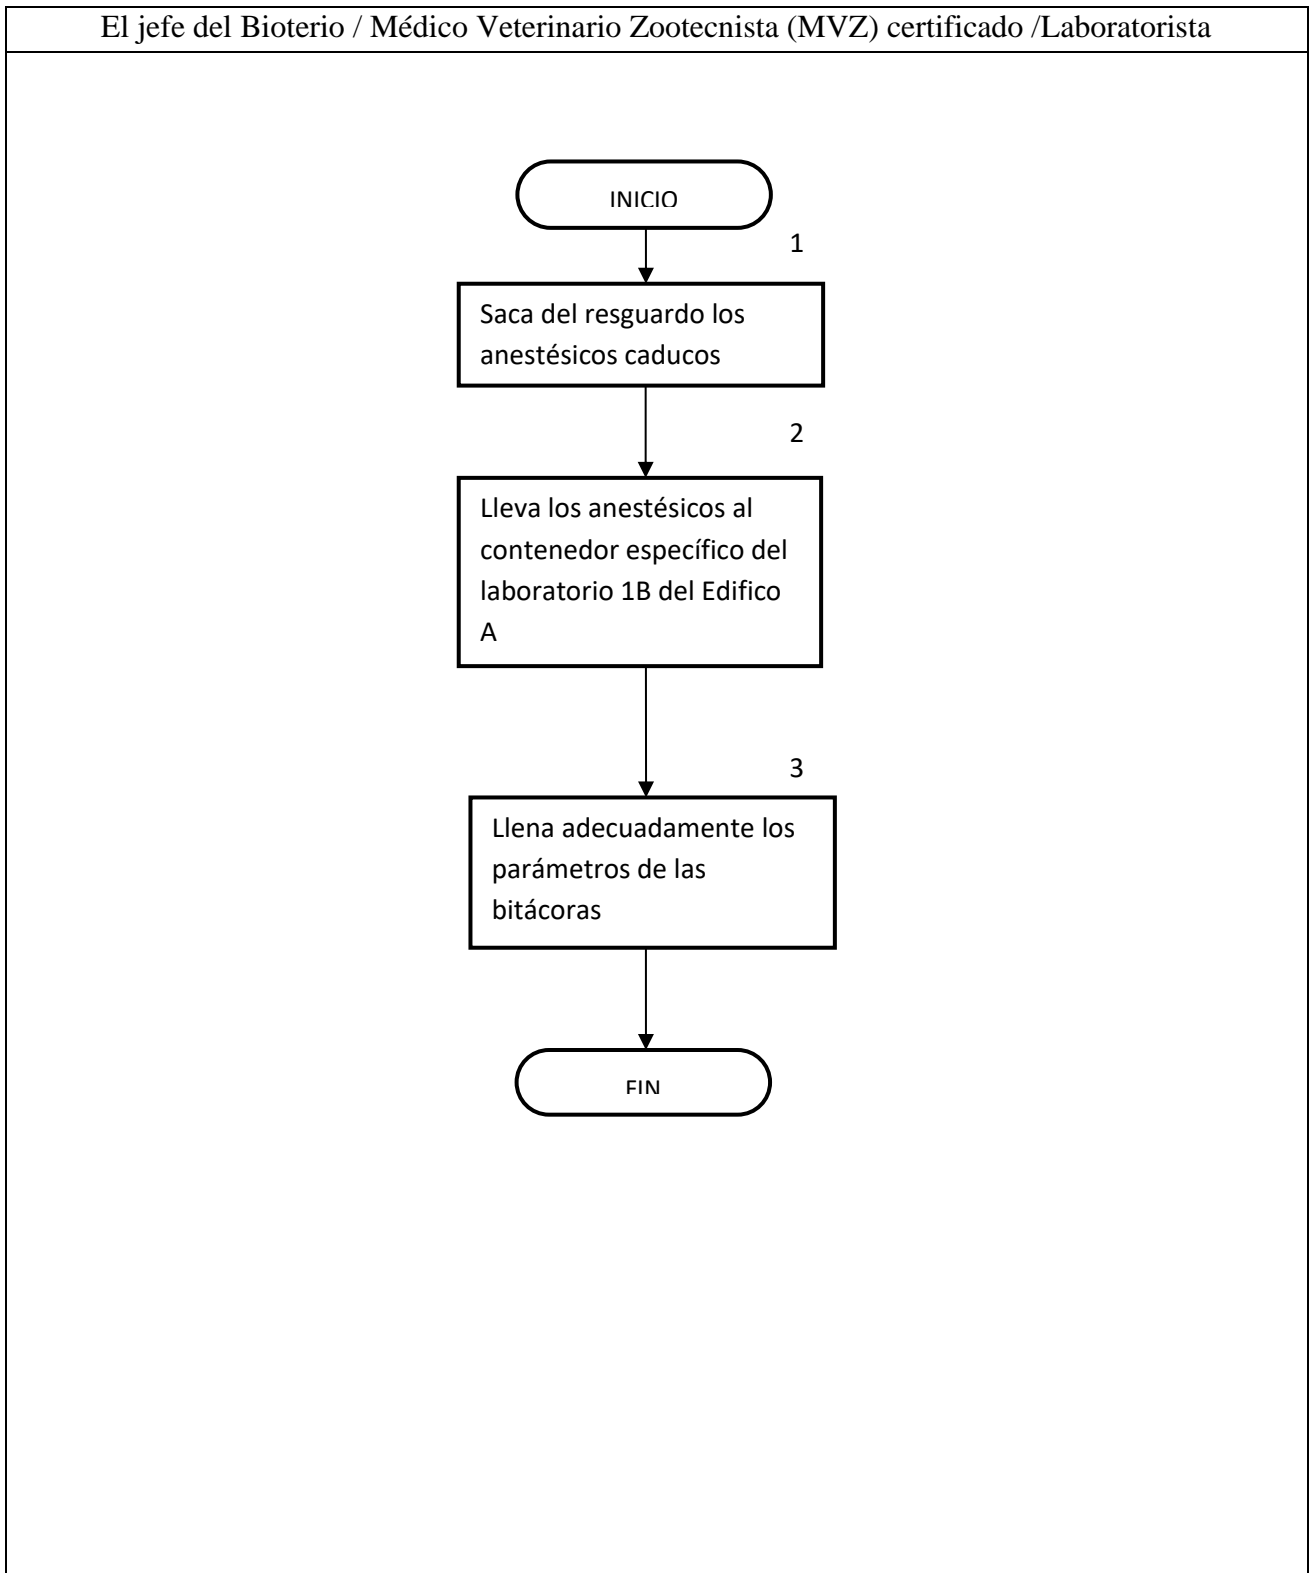 El jefe del Bioterio / Médico Veterinario Zootecnista (MVZ) certificado /Laboratorista
INICIO
1
Saca del resguardo los
anestésicos caducos
2
Lleva los anestésicos al
contenedor específico del
laboratorio 1B del Edifico
A
3
Llena adecuadamente los
parámetros de las
bitácoras
FIN